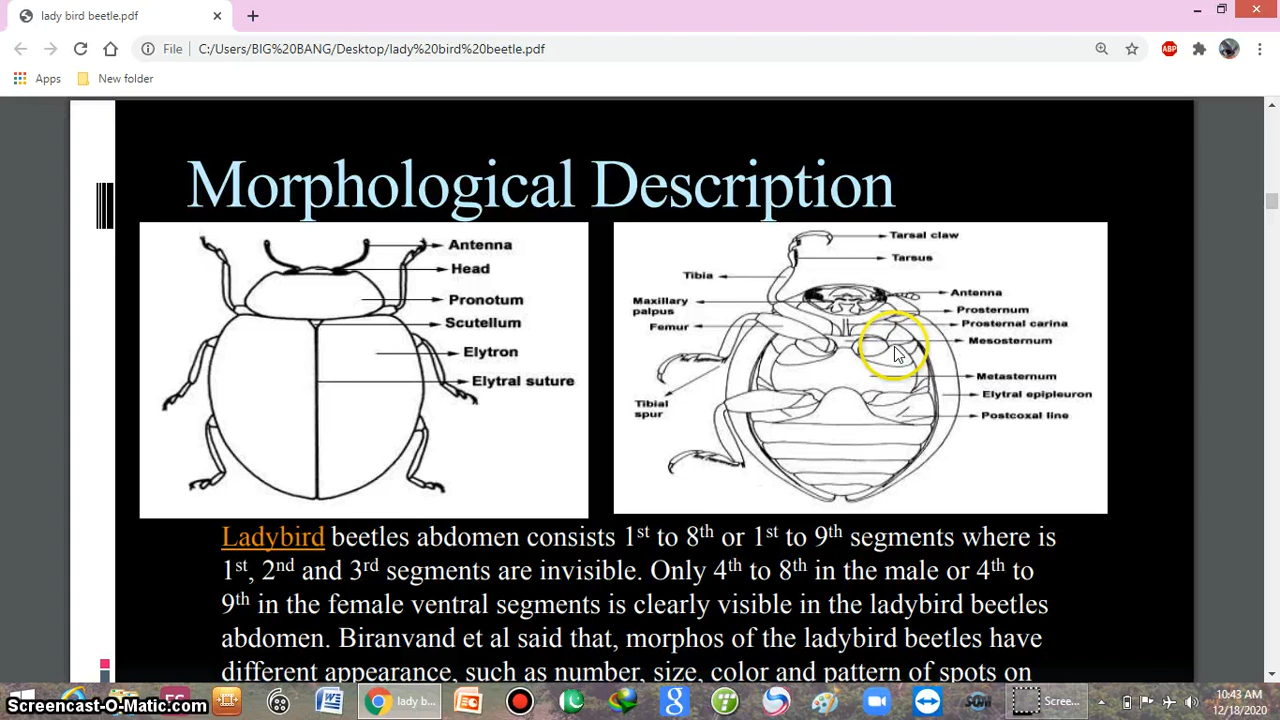 lady bird beetle.pdf
File C:/Users/BIG%20BANG/Desktop/lady%20bird%20beetle.pdf
ABP
Apps New folder
Morphological Description
Antenna
Head
Pronotum
Scutellum
Elytron
Elytral suture
Tarsal claw
Tarsus
Tibia
Antenna
Maxillary
palpus
Prosternum
Prosternal carina
Femur
Mesosternum
Metasternum
Elytral epipleuron
Tibial
spur
Postcoxal line
Ladybird beetles abdomen consists 1st to 8th or 1st to 9th segments where is
1st, 2nd and 3rd segments are invisible. Only 4th to 8th in the male or 4th to
9th in the female ventral segments is clearly visible in the ladybird beetles
abdomen. Biranvand et al said that, morphos of the ladybird beetles have
different appearance, such as number, size, color and pattern of spots on
lady b...
Scree...
10:43 AM
12/18/2020
Screencast-O-Matic.com